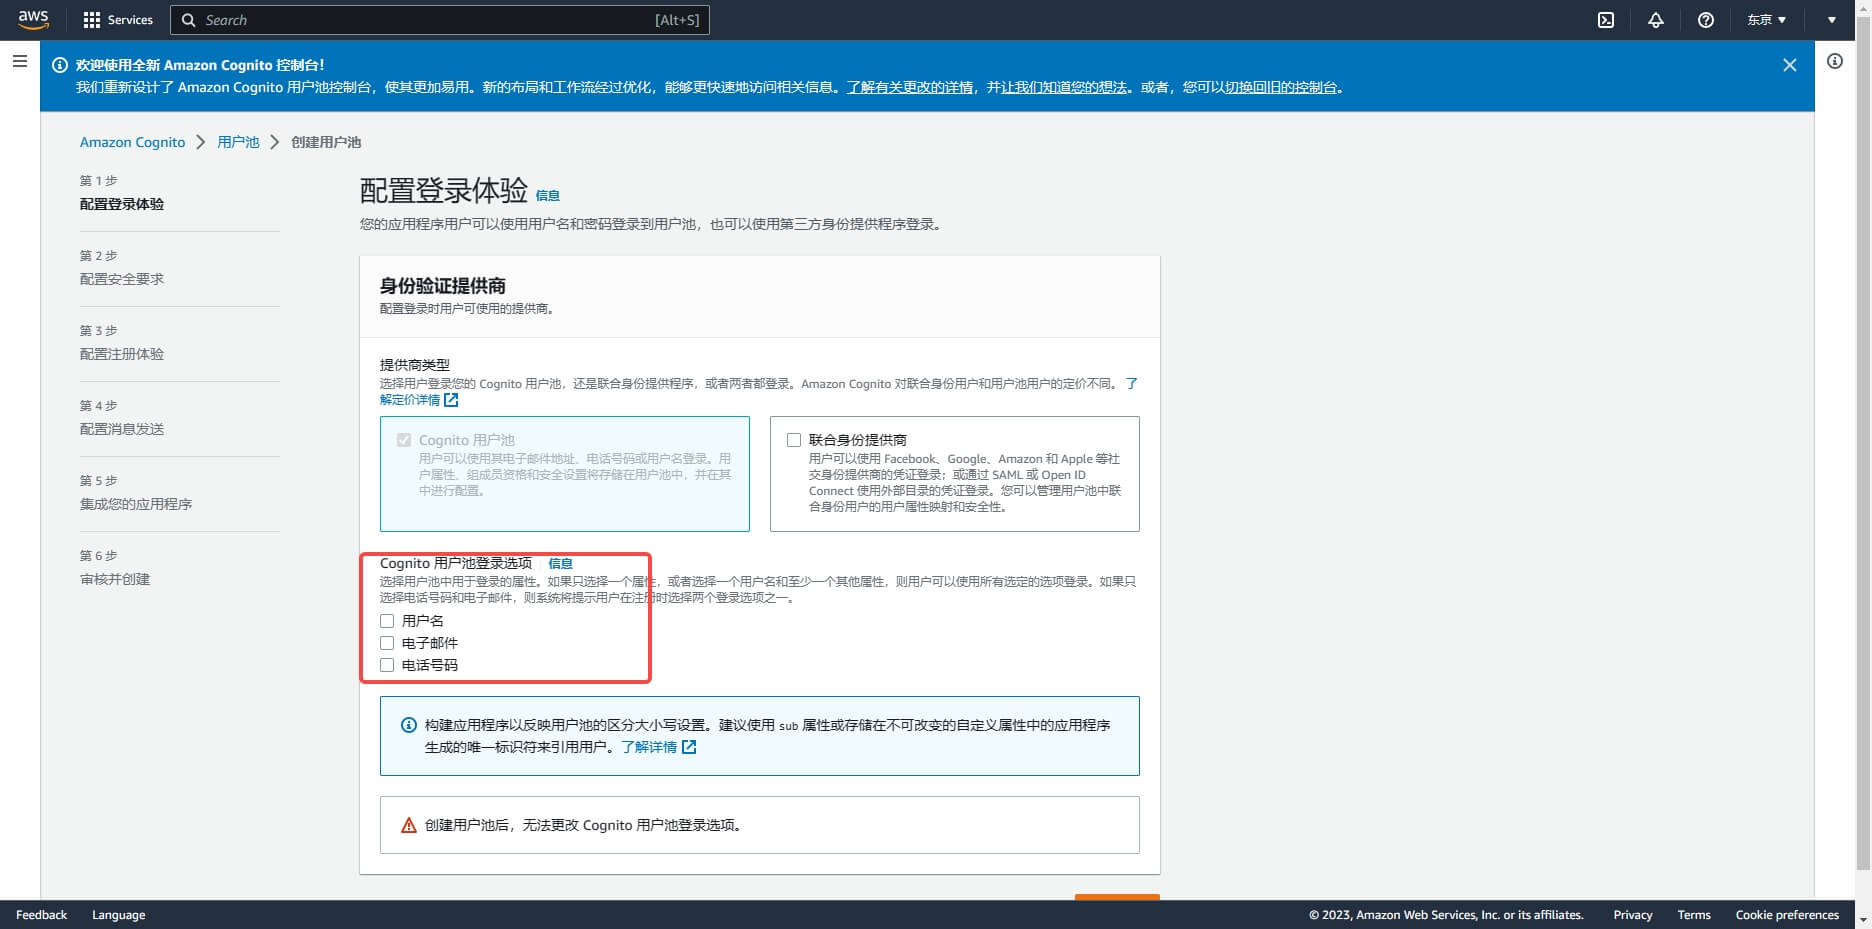 aws
Services
Search
[Alt+S]
东京
欢迎使用全新 Amazon Cognito 控制台！
我们重新设计了 Amazon Cognito 用户池控制台，使其更加易用。新的布局和工作流经过优化，能够更快速地访问相关信息。了解有关更改的详情，并让我们知道您的想法。或者，您可以切换回旧的控制台。
Amazon Cognito
用户池
创建用户池
第 1 步
配置登录体验
第 2 步
配置安全要求
第 3 步
配置注册体验
第 4 步
配置消息发送
第 5 步
集成您的应用程序
第 6 步
审核并创建
配置登录体验 信息
您的应用程序用户可以使用用户名和密码登录到用户池，也可以使用第三方身份提供程序登录。
身份验证提供商
配置登录时用户可使用的提供商。
提供商类型
选择用户登录您的 Cognito 用户池，还是联合身份提供程序，或者两者都登录。Amazon Cognito 对联合身份用户和用户池用户的定价不同。 了
解定价详情
Cognito 用户池
用户可以使用其电子邮件地址、电话号码或用户名登录。用
户属性、组成员资格和安全设置将存储在用户池中，并在其
中进行配置。
联合身份提供商
用户可以使用 Facebook、Google、Amazon 和 Apple 等社
交身份提供商的凭证登录；或通过 SAML 或 Open ID
Connect 使用外部目录的凭证登录。您可以管理用户池中联
合身份用户的用户属性映射和安全性。
Cognito 用户池登录选项 信息
选择用户池中用于登录的属性。如果只选择一个属性，或者选择一个用户名和至少一个其他属性，则用户可以使用所有选定的选项登录。如果只
选择电话号码和电子邮件，则系统将提示用户在注册时选择两个登录选项之一。
用户名
电子邮件
电话号码
构建应用程序以反映用户池的区分大小写设置。建议使用 sub 属性或存储在不可改变的自定义属性中的应用程序
生成的唯一标识符来引用用户。了解详情
创建用户池后，无法更改 Cognito 用户池登录选项。
Feedback
Language
© 2023, Amazon Web Services, Inc. or its affiliates.
Privacy
Terms
Cookie preferences